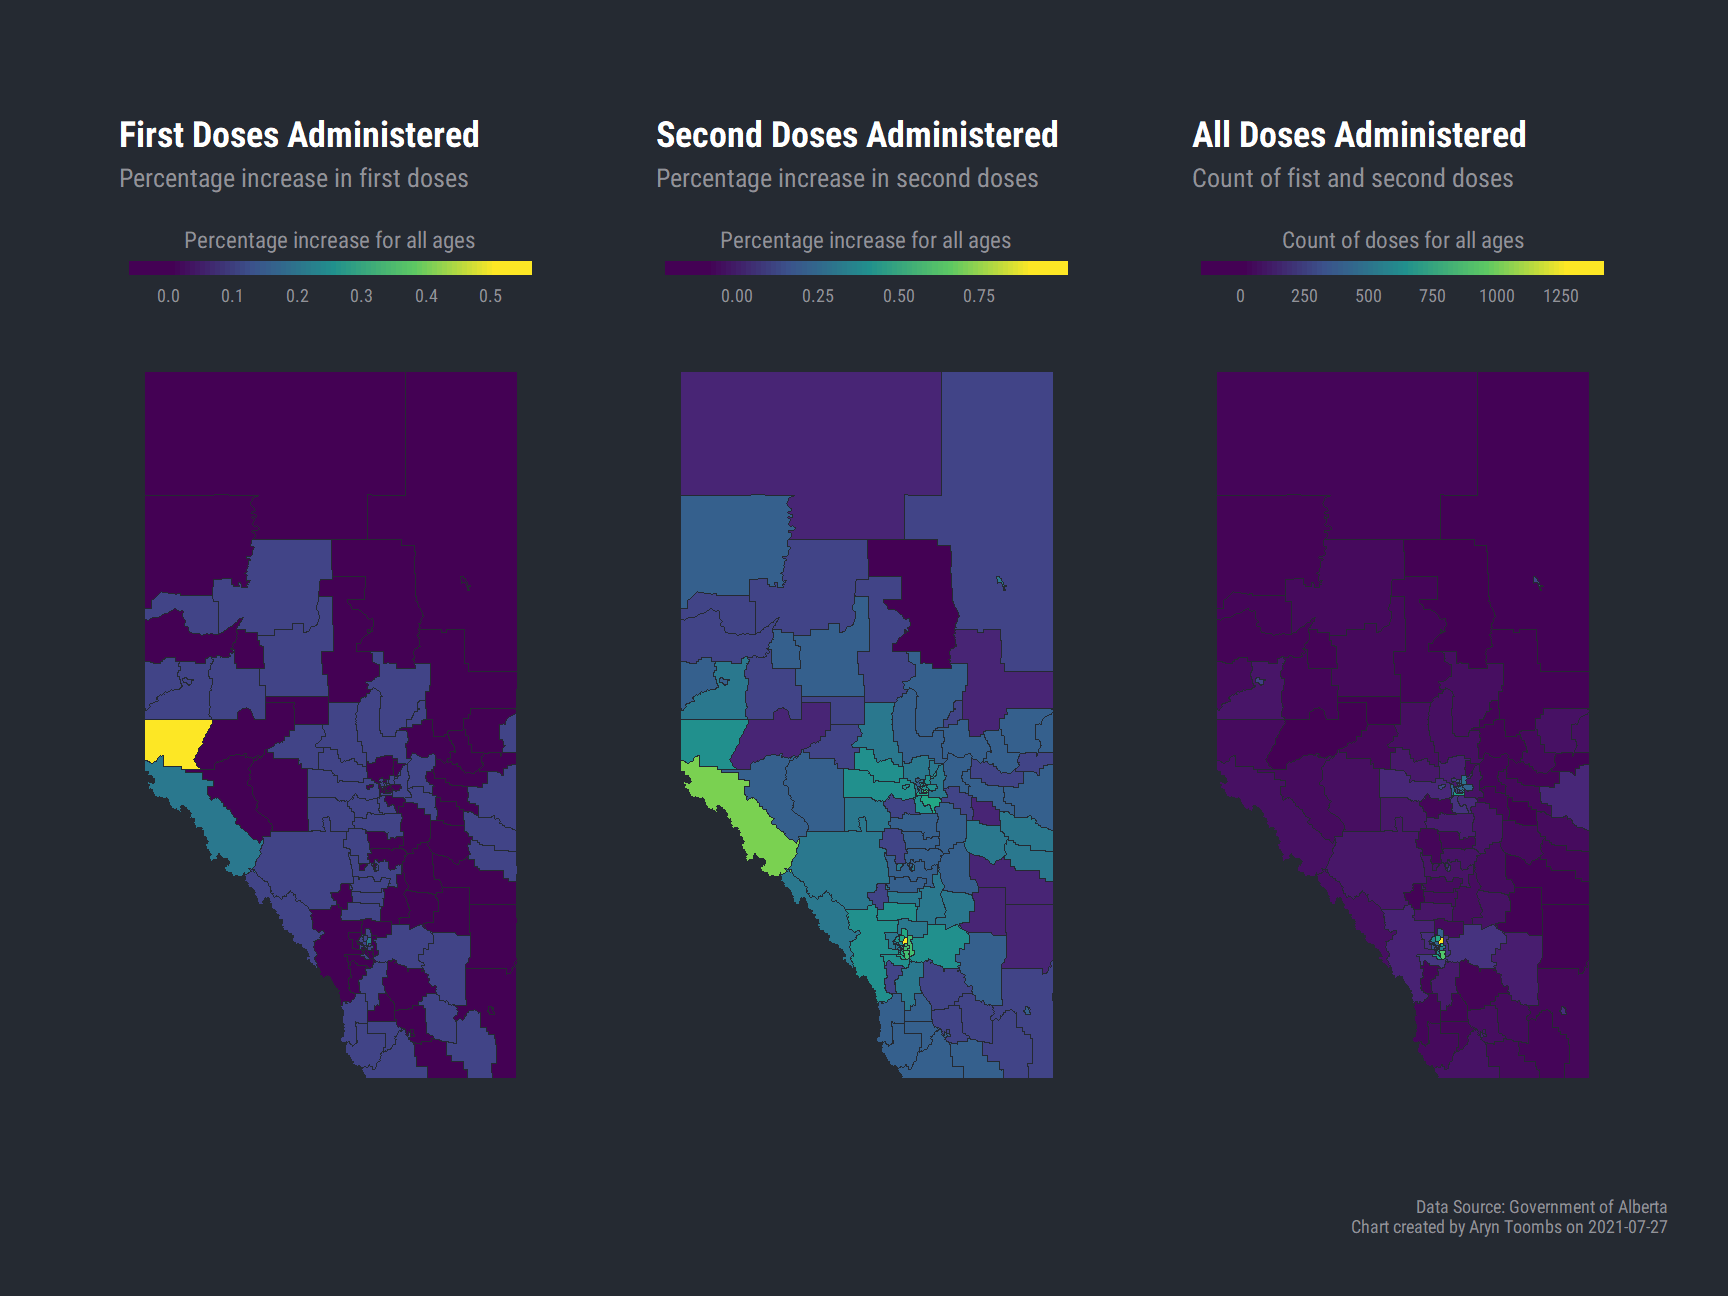 First Doses Administered
Percentage increase in first doses
Percentage increase for all ages
0.0 0.1 0.2 0.3 0.4 0.5
Second Doses Administered
Percentage increase in second doses
Percentage increase for all ages
0.00 0.25 0.50 0.75
All Doses Administered
Count of fist and second doses
Count of doses for all ages
0 250 500 750 1000 1250
Data Source: Government of Alberta
Chart created by Aryn Toombs on 2021-07-27